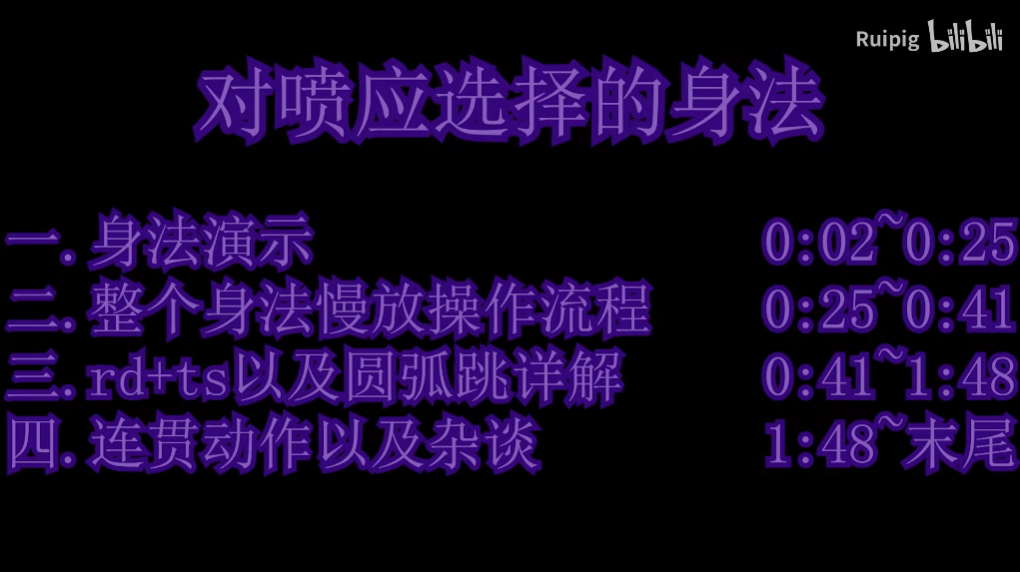 Ruipig bilibili
对喷应选择的身法
一.身法演示 0:02~0:25
二.整个身法慢放操作流程 0:25~0:41
三.rd+ts以及圆弧跳详解 0:41~1:48
四.连贯动作以及杂谈 1:48~末尾